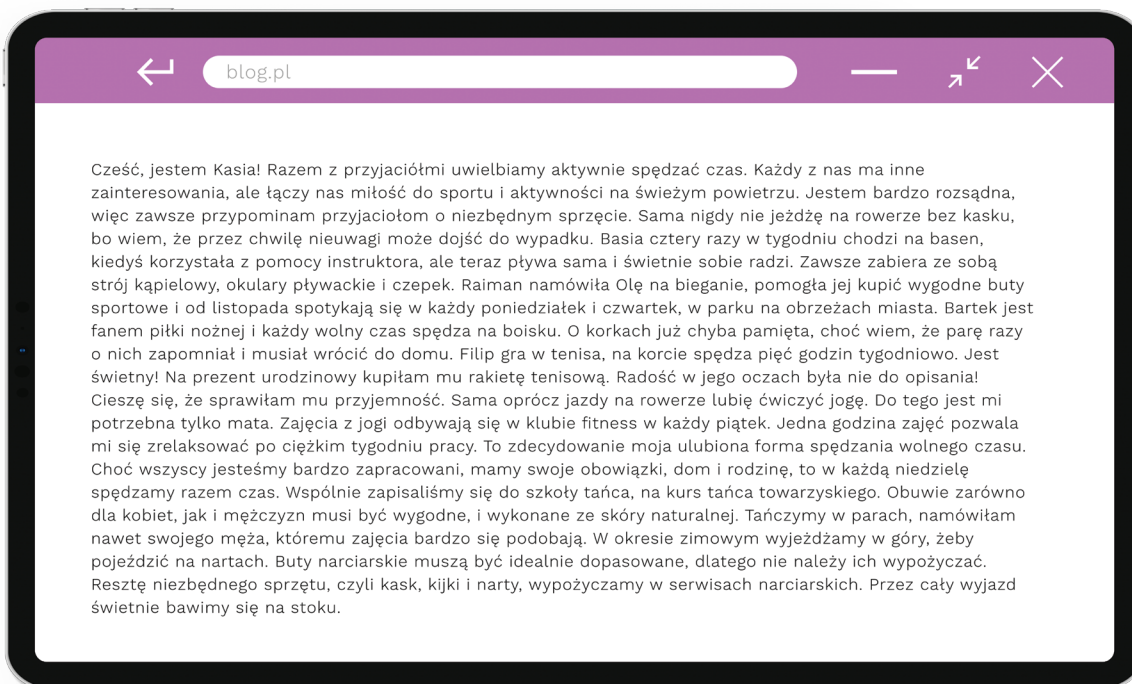 blog.pl
Cześć, jestem Kasia! Razem z przyjaciółmi uwielbiamy aktywnie spędzać czas. Każdy z nas ma inne
zainteresowania, ale łączy nas miłość do sportu i aktywności na świeżym powietrzu. Jestem bardzo rozsądna,
więc zawsze przypominam przyjaciołom o niezbędnym sprzęcie. Sama nigdy nie jeżdżę na rowerze bez kasku,
bo wiem, że przez chwilę nieuwagi może dojść do wypadku. Basia cztery razy w tygodniu chodzi na basen,
kiedyś korzystała z pomocy instruktora, ale teraz pływa sama i świetnie sobie radzi. Zawsze zabiera ze sobą
strój kąpielowy, okulary pływackie i czepek. Raiman namówiła Olę na bieganie, pomogła jej kupić wygodne buty
sportowe i od listopada spotykają się w każdy poniedziałek i czwartek, w parku na obrzeżach miasta. Bartek jest
fanem piłki nożnej i każdy wolny czas spędza na boisku. O korkach już chyba pamięta, choć wiem, że parę razy
o nich zapomniał i musiał wrócić do domu. Filip gra w tenisa, na korcie spędza pięć godzin tygodniowo. Jest
świetny! Na prezent urodzinowy kupiłam mu rakietę tenisową. Radość w jego oczach była nie do opisania!
Cieszę się, że sprawiłam mu przyjemność. Sama oprócz jazdy na rowerze lubię ćwiczyć jogę. Do tego jest mi
potrzebna tylko mata. Zajęcia z jogi odbywają się w klubie fitness w każdy piątek. Jedna godzina zajęć pozwala
mi się zrelaksować po ciężkim tygodniu pracy. To zdecydowanie moja ulubiona forma spędzania wolnego czasu.
Choć wszyscy jesteśmy bardzo zapracowani, mamy swoje obowiązki, dom i rodzinę, to w każdą niedzielę
spędzamy razem czas. Wspólnie zapisaliśmy się do szkoły tańca, na kurs tańca towarzyskiego. Obuwie zarówno
dla kobiet, jak i mężczyzn musi być wygodne, i wykonane ze skóry naturalnej. Tańczymy w parach, namówiłam
nawet swojego męża, któremu zajęcia bardzo się podobają. W okresie zimowym wyjeżdżamy w góry, żeby
pojeździć na nartach. Buty narciarskie muszą być idealnie dopasowane, dlatego nie należy ich wypożyczać.
Resztę niezbędnego sprzętu, czyli kask, kijki i narty, wypożyczamy w serwisach narciarskich. Przez cały wyjazd
świetnie bawimy się na stoku.